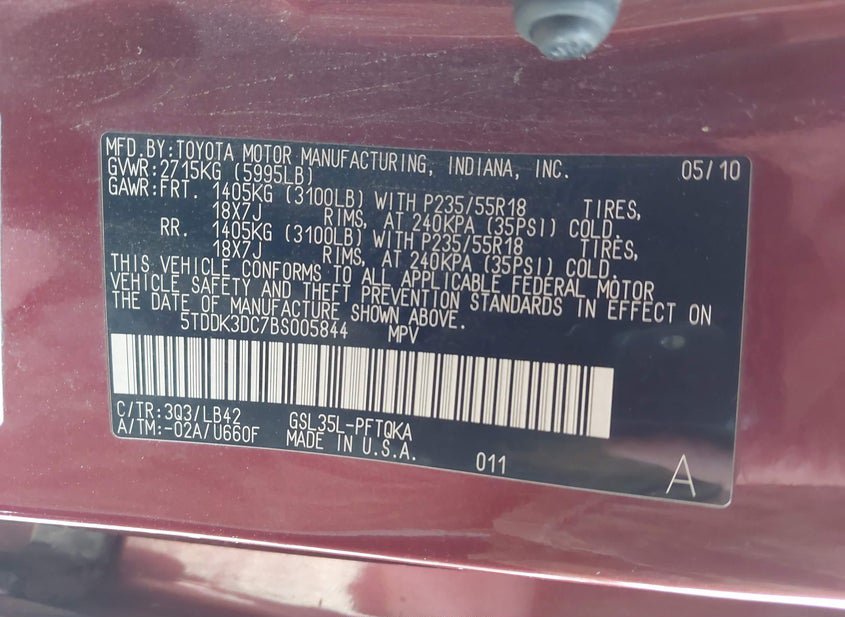 MFD.BY:TOYOTA MOTOR MANUFACTURING, INDIANA, INC. 05/10
GVWR:2715KG (5995LB)
GAWR:FRT. 1405KG (3100LB) WITH P235/55R18 TIRES,
18X7J RIMS, AT 240KPA (35PSI) COLD.
RR. 1405KG (3100LB) WITH P235/55R18 TIRES,
18X7J RIMS, AT 240KPA (35PSI) COLD.
THIS VEHICLE CONFORMS TO ALL APPLICABLE FEDERAL MOTOR
VEHICLE SAFETY AND THEFT PREVENTION STANDARDS IN EFFECT ON
THE DATE OF MANUFACTURE SHOWN ABOVE.
5TDDK3DC7BS005844 MPV
C/TR:3Q3/LB42 GSL35L-PFTQKA
A/TM:-02A/U660F MADE IN U.S.A.
011 A